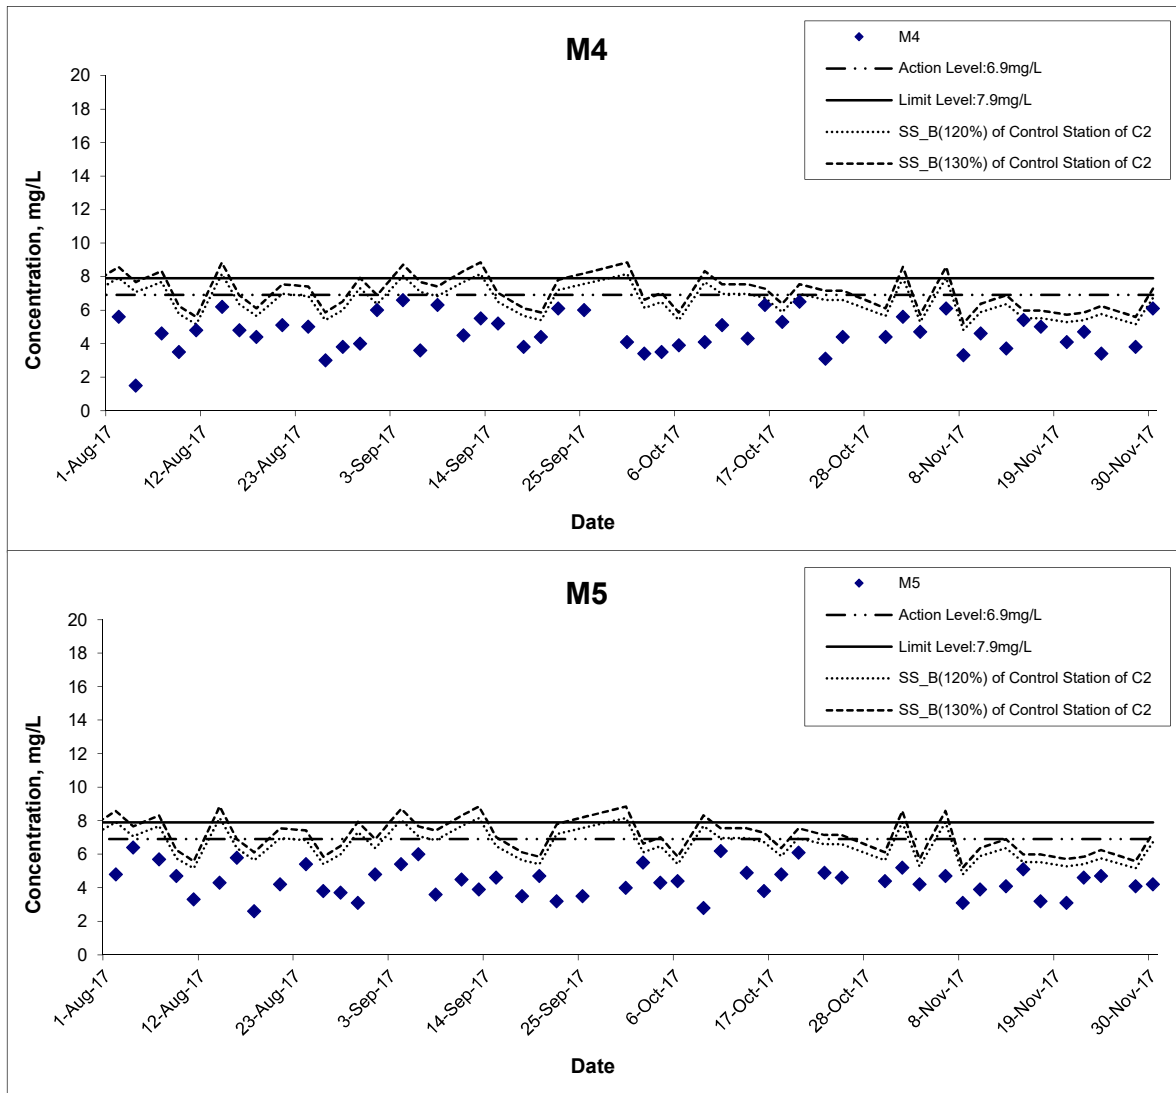 M4
M4
Action Level:6.9mg/L
Limit Level:7.9mg/L
SS_B(120%) of Control Station of C2
SS_B(130%) of Control Station of C2
Concentration, mg/L
20
18
16
14
12
10
8
6
4
2
0
1-Aug-17
12-Aug-17
23-Aug-17
3-Sep-17
14-Sep-17
25-Sep-17
6-Oct-17
17-Oct-17
28-Oct-17
8-Nov-17
19-Nov-17
30-Nov-17
Date
M5
M5
Action Level:6.9mg/L
Limit Level:7.9mg/L
SS_B(120%) of Control Station of C2
SS_B(130%) of Control Station of C2
Concentration, mg/L
20
18
16
14
12
10
8
6
4
2
0
1-Aug-17
12-Aug-17
23-Aug-17
3-Sep-17
14-Sep-17
25-Sep-17
6-Oct-17
17-Oct-17
28-Oct-17
8-Nov-17
19-Nov-17
30-Nov-17
Date